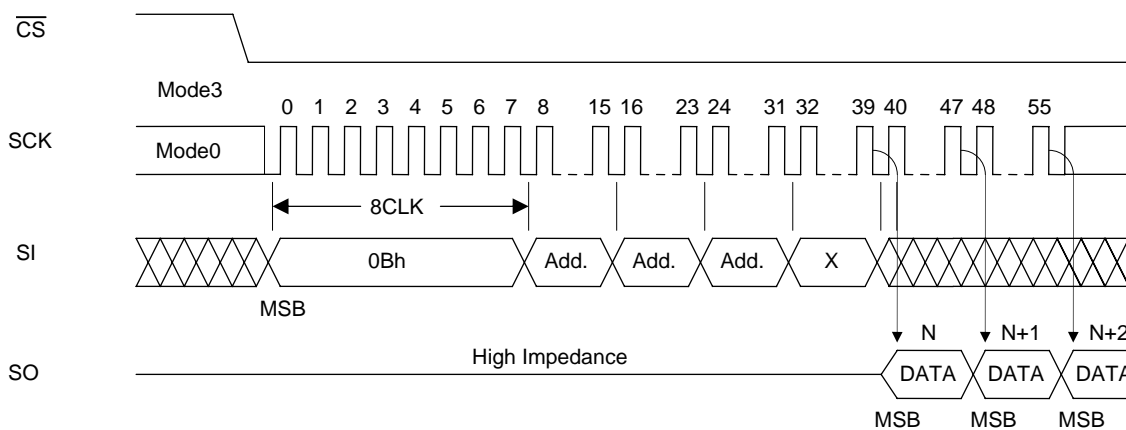 CS
Mode3
0 1 2 3 4 5 6 7 8 15 16 23 24 31 32 39 40 47 48 55
SCK
Mode0
8CLK
SI
0Bh Add. Add. Add. X
MSB
N N+1 N+2
High Impedance
SO
DATA DATA DATA
MSB MSB MSB